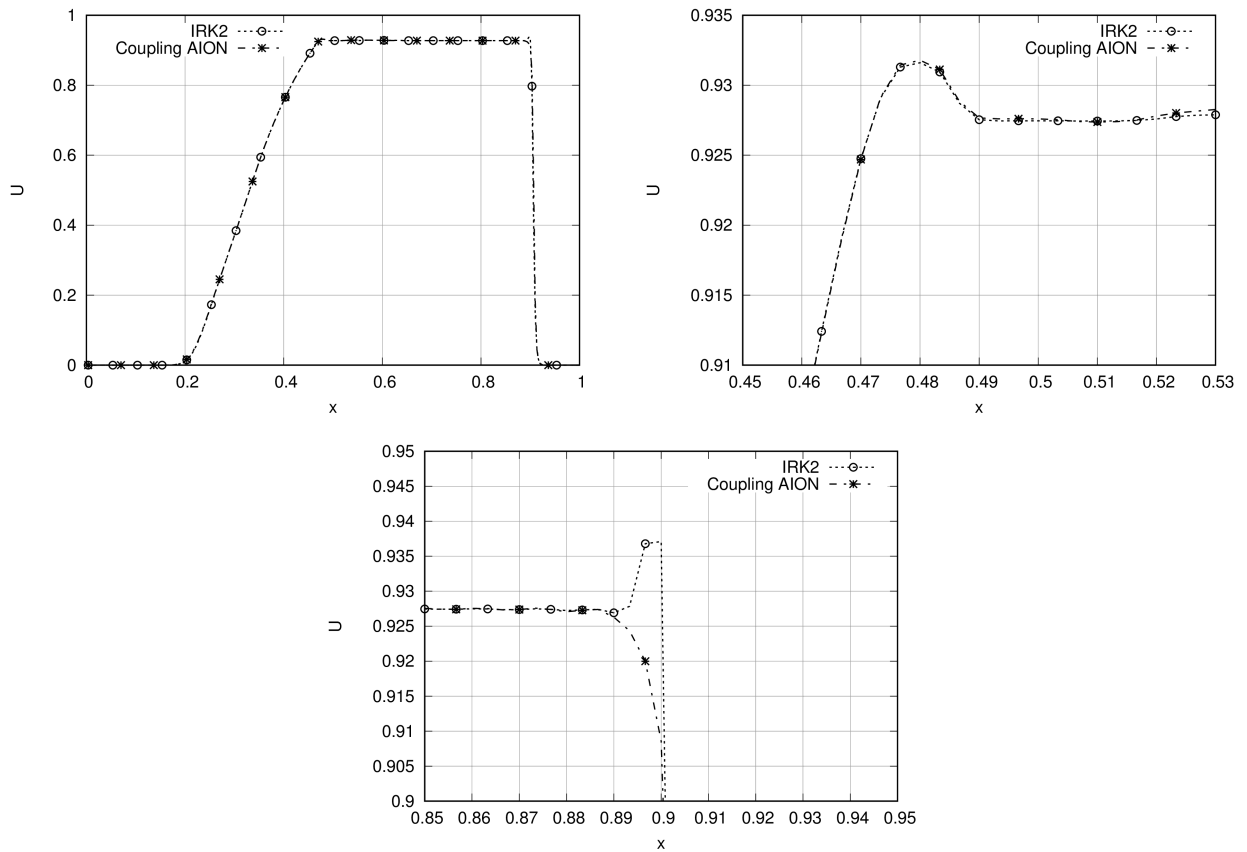 1
0.8
0.6
0.4
0.2
0
0 0.2 0.4 0.6 0.8 1
U
x
IRK2
Coupling AION
0.935
0.93
0.925
0.92
0.915
0.91
0.45 0.46 0.47 0.48 0.49 0.5 0.51 0.52 0.53
U
x
IRK2
Coupling AION
0.95
0.945
0.94
0.935
0.93
0.925
0.92
0.915
0.91
0.905
0.9
0.85 0.86 0.87 0.88 0.89 0.9 0.91 0.92 0.93 0.94 0.95
U
x
IRK2
Coupling AION